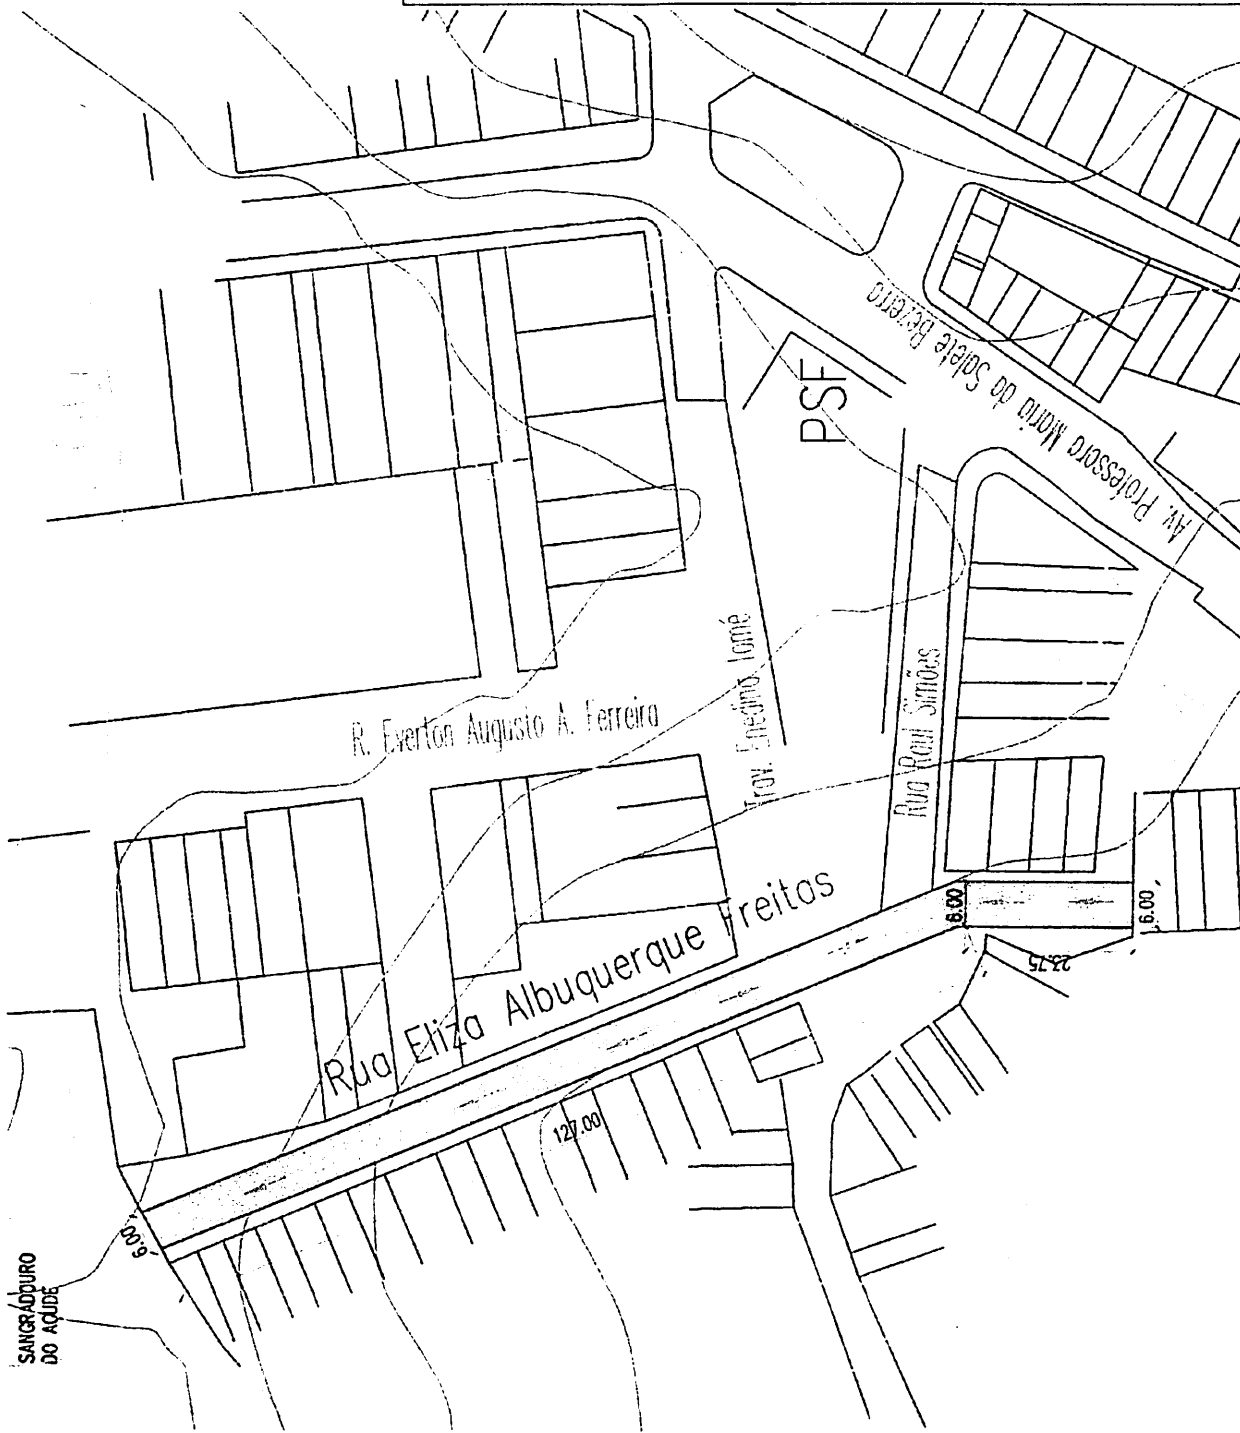 Av. Professora Maria da Salete Bezerra
PSF
Trav. Enedino Tomé
Rua Raul Simões
R. Everton Augusto A. Ferreira
Rua Eliza Albuquerque Freitas
6.00
6.00
23.75
127.00
6.00
SANGRADOURO
DO AÇUDE